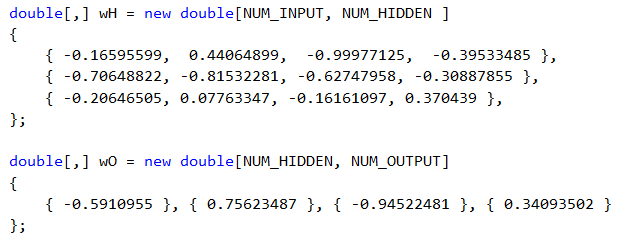 double[,] wH = new double[NUM_INPUT, NUM_HIDDEN ]
{
{ -0.16595599, 0.44064899, -0.99977125, -0.39533485 },
{ -0.70648822, -0.81532281, -0.62747958, -0.30887855 },
{ -0.20646505, 0.07763347, -0.16161097, 0.370439 },
};
double[,] wO = new double[NUM_HIDDEN, NUM_OUTPUT]
{
{ -0.5910955 }, { 0.75623487 }, { -0.94522481 }, { 0.34093502 }
};